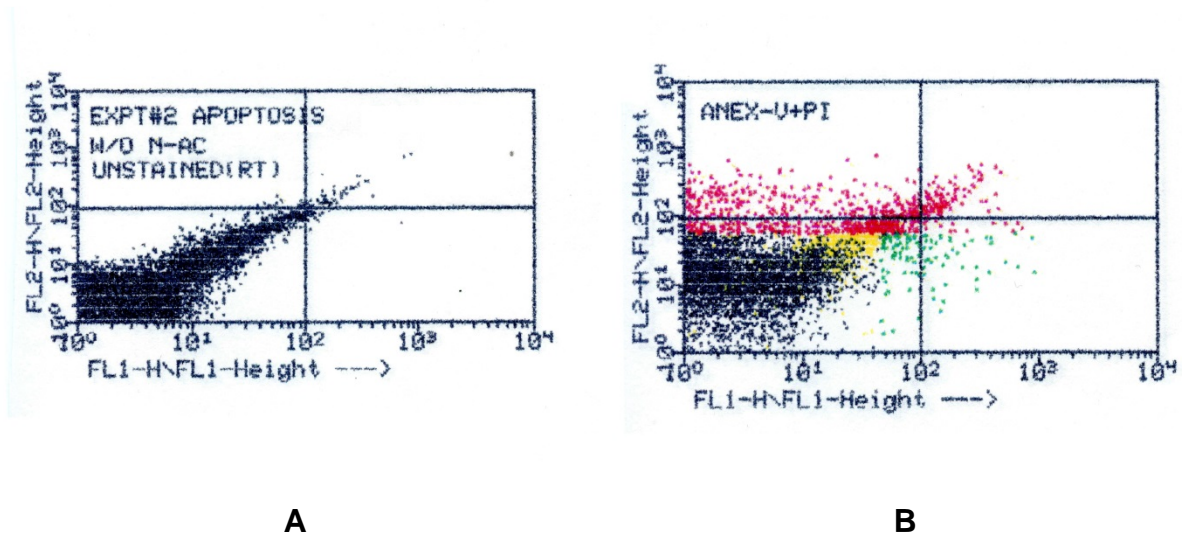 EXPT#2 APOPTOSIS
W/O N-AC
UNSTAINED(RT)
FL2-H\FL2-Height
10⁴
10³
10²
10¹
10⁰
10⁰ 10¹ 10² 10³ 10⁴
FL1-H\FL1-Height --->
A
ANEX-V+PI
FL2-H\FL2-Height
10⁴
10³
10²
10¹
10⁰
10⁰ 10¹ 10² 10³ 10⁴
FL1-H\FL1-Height --->
B